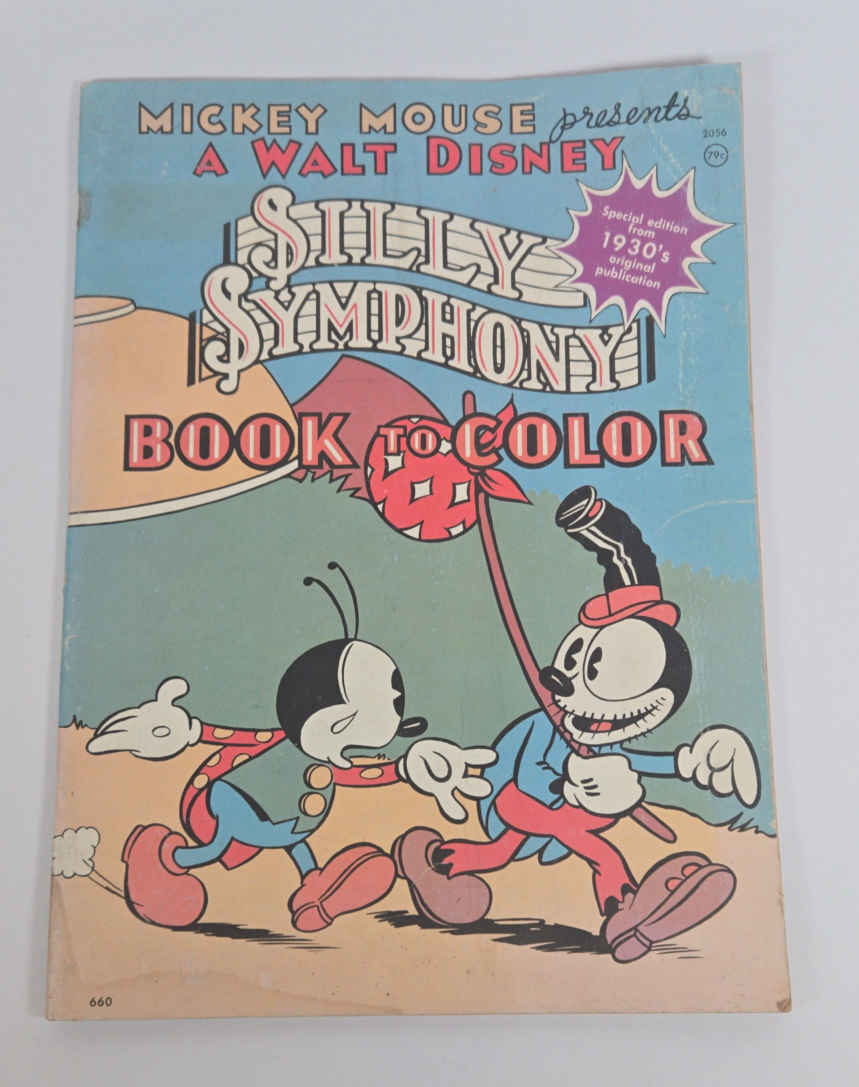 MICKEY MOUSE presents
A WALT DISNEY
2056
79¢
SILLY
SYMPHONY
Special edition
from
1930's
original
publication
BOOK TO COLOR
660